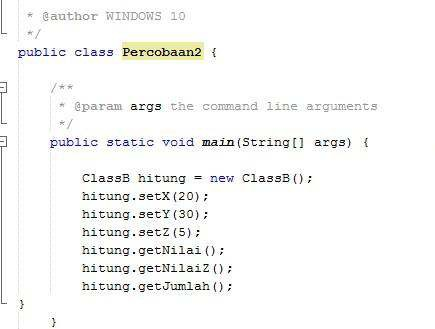 * @author WINDOWS 10
*/
public class Percobaan2 {
/**
* @param args the command line arguments
*/
public static void main(String[] args) {
ClassB hitung = new ClassB();
hitung.setX(20);
hitung.setY(30);
hitung.setZ(5);
hitung.getNilai();
hitung.getNilaiZ();
hitung.getJumlah();
}
}